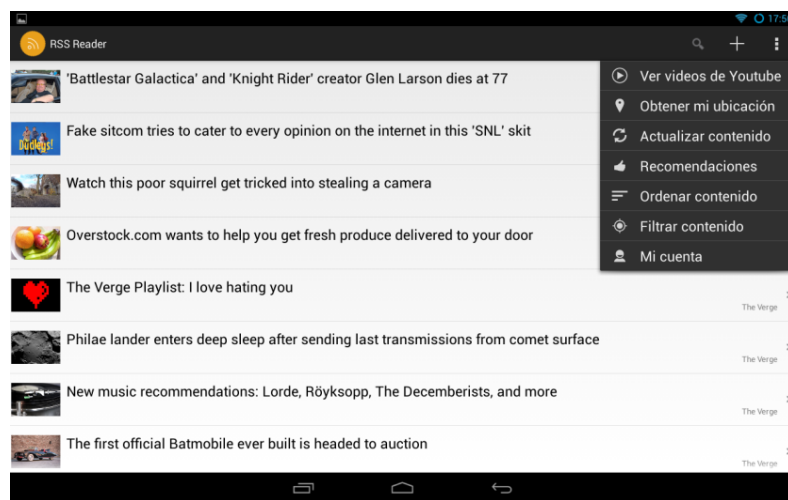 17:50
RSS Reader
'Battlestar Galactica' and 'Knight Rider' creator Glen Larson dies at 77
Ver videos de Youtube
Obtener mi ubicación
Fake sitcom tries to cater to every opinion on the internet in this 'SNL' skit
Dudleys!
Actualizar contenido
Recomendaciones
Watch this poor squirrel get tricked into stealing a camera
Ordenar contenido
Filtrar contenido
Overstock.com wants to help you get fresh produce delivered to your door
Mi cuenta
The Verge Playlist: I love hating you
The Verge
Philae lander enters deep sleep after sending last transmissions from comet surface
The Verge
New music recommendations: Lorde, Röyksopp, The Decemberists, and more
The Verge
The first official Batmobile ever built is headed to auction
The Verge